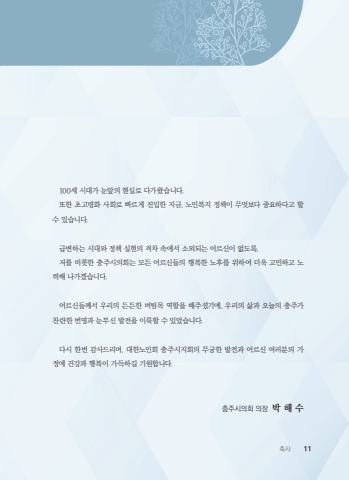 100세 시대가 눈앞의 현실로 다가왔습니다.
또한 초고령화 사회로 빠르게 진입한 지금, 노인복지 정책이 무엇보다 중요하다고 할
수 있습니다.
급변하는 시대와 정책 실현의 격차 속에서 소외되는 어르신이 없도록,
저를 비롯한 충주시의회는 모든 어르신들의 행복한 노후를 위하여 더욱 고민하고 노
력해 나가겠습니다.
어르신들께서 우리의 든든한 버팀목 역할을 해주셨기에, 우리의 삶과 오늘의 충주가
찬란한 번영과 눈부신 발전을 이룩할 수 있었습니다.
다시 한번 감사드리며, 대한노인회 충주시지회의 무궁한 발전과 어르신 여러분의 가
정에 건강과 행복이 가득하길 기원합니다.
충주시의회 의장 박 해 수
축사 11